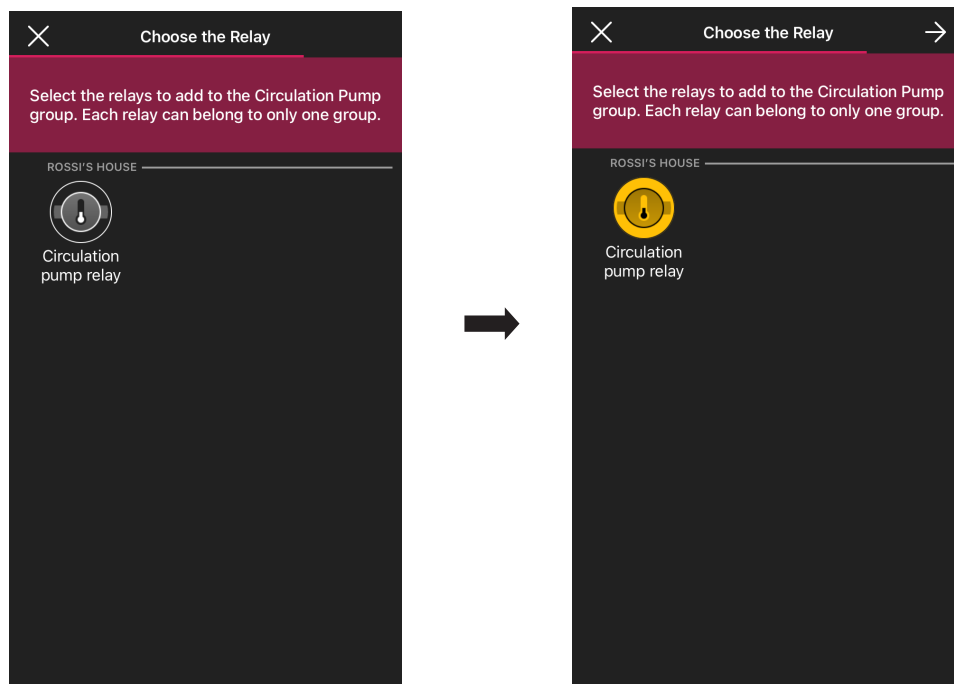 Choose the Relay
Select the relays to add to the Circulation Pump
group. Each relay can belong to only one group.
ROSSI'S HOUSE
Circulation
pump relay
Choose the Relay
Select the relays to add to the Circulation Pump
group. Each relay can belong to only one group.
ROSSI'S HOUSE
Circulation
pump relay